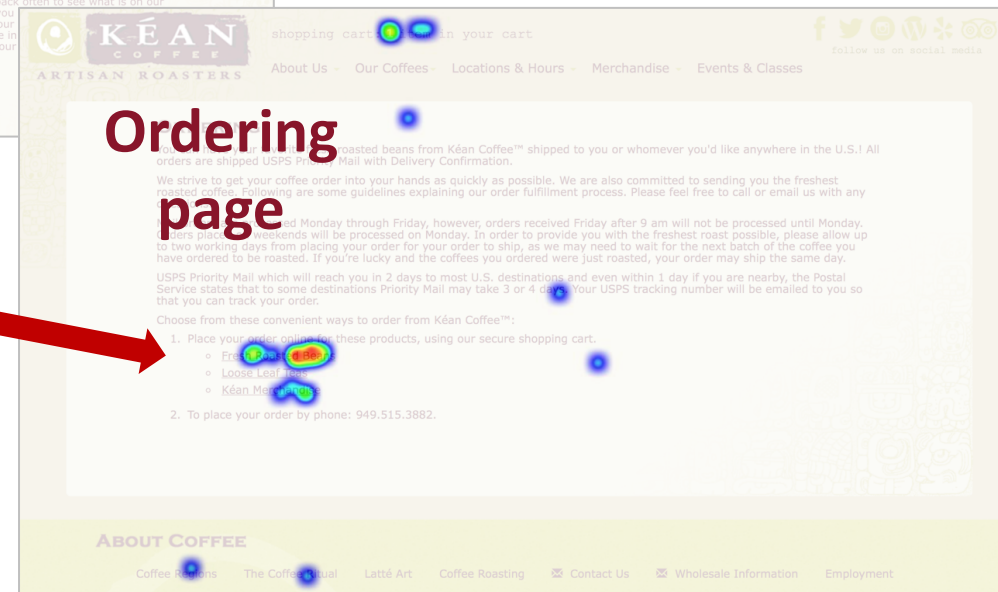 back often to see what is on our
you
our
e in
our
KÉAN
COFFEE
ARTISAN ROASTERS
shopping cart in your cart
follow us on social media
About Us Our Coffees Locations & Hours Merchandise Events & Classes
Ordering
page
roasted beans from Kéan Coffee™ shipped to you or whomever you'd like anywhere in the U.S.! All
orders are shipped USPS Priority Mail with Delivery Confirmation.
We strive to get your coffee order into your hands as quickly as possible. We are also committed to sending you the freshest
roasted coffee. Following are some guidelines explaining our order fulfillment process. Please feel free to call or email us with any
Monday through Friday, however, orders received Friday after 9 am will not be processed until Monday.
weekends will be processed on Monday. In order to provide you with the freshest roast possible, please allow up
to two working days from placing your order for your order to ship, as we may need to wait for the next batch of the coffee you
have ordered to be roasted. If you're lucky and the coffees you ordered were just roasted, your order may ship the same day.
USPS Priority Mail which will reach you in 2 days to most U.S. destinations and even within 1 day if you are nearby, the Postal
Service states that to some destinations Priority Mail may take 3 or 4 days. Your USPS tracking number will be emailed to you so
that you can track your order.
Choose from these convenient ways to order from Kéan Coffee™:
1. Place your order online for these products, using our secure shopping cart.
Fresh Roasted Beans
Loose Leaf Teas
Kéan Merchandise
2. To place your order by phone: 949.515.3882.
ABOUT COFFEE
Coffee Regions The Coffee Ritual Latté Art Coffee Roasting Contact Us Wholesale Information Employment